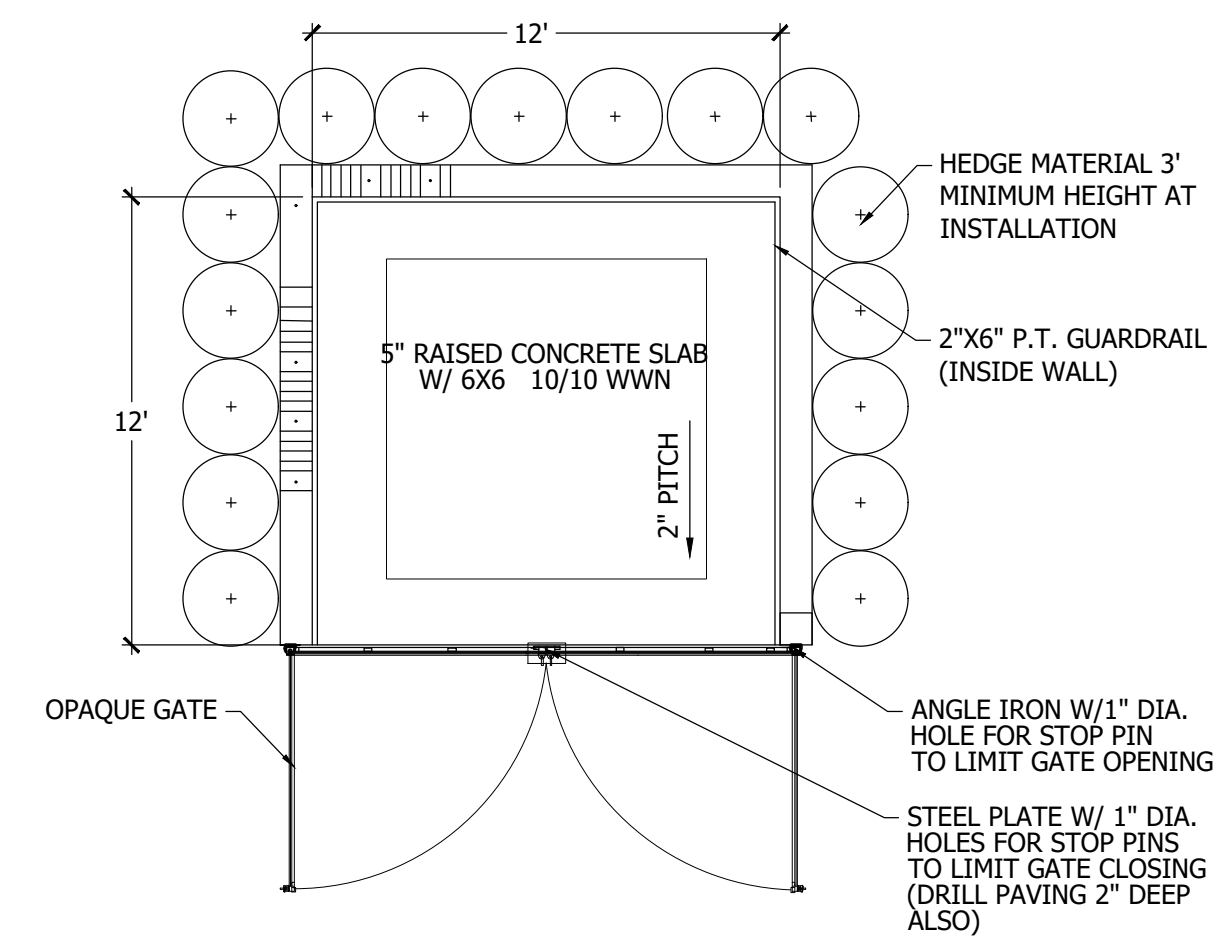 12'
HEDGE MATERIAL 3'
MINIMUM HEIGHT AT
INSTALLATION
2"X6" P.T. GUARDRAIL
(INSIDE WALL)
5" RAISED CONCRETE SLAB
W/ 6X6 10/10 WWN
12'
2" PITCH
OPAQUE GATE
ANGLE IRON W/1" DIA.
HOLE FOR STOP PIN
TO LIMIT GATE OPENING
STEEL PLATE W/ 1" DIA.
HOLES FOR STOP PINS
TO LIMIT GATE CLOSING
(DRILL PAVING 2" DEEP
ALSO)